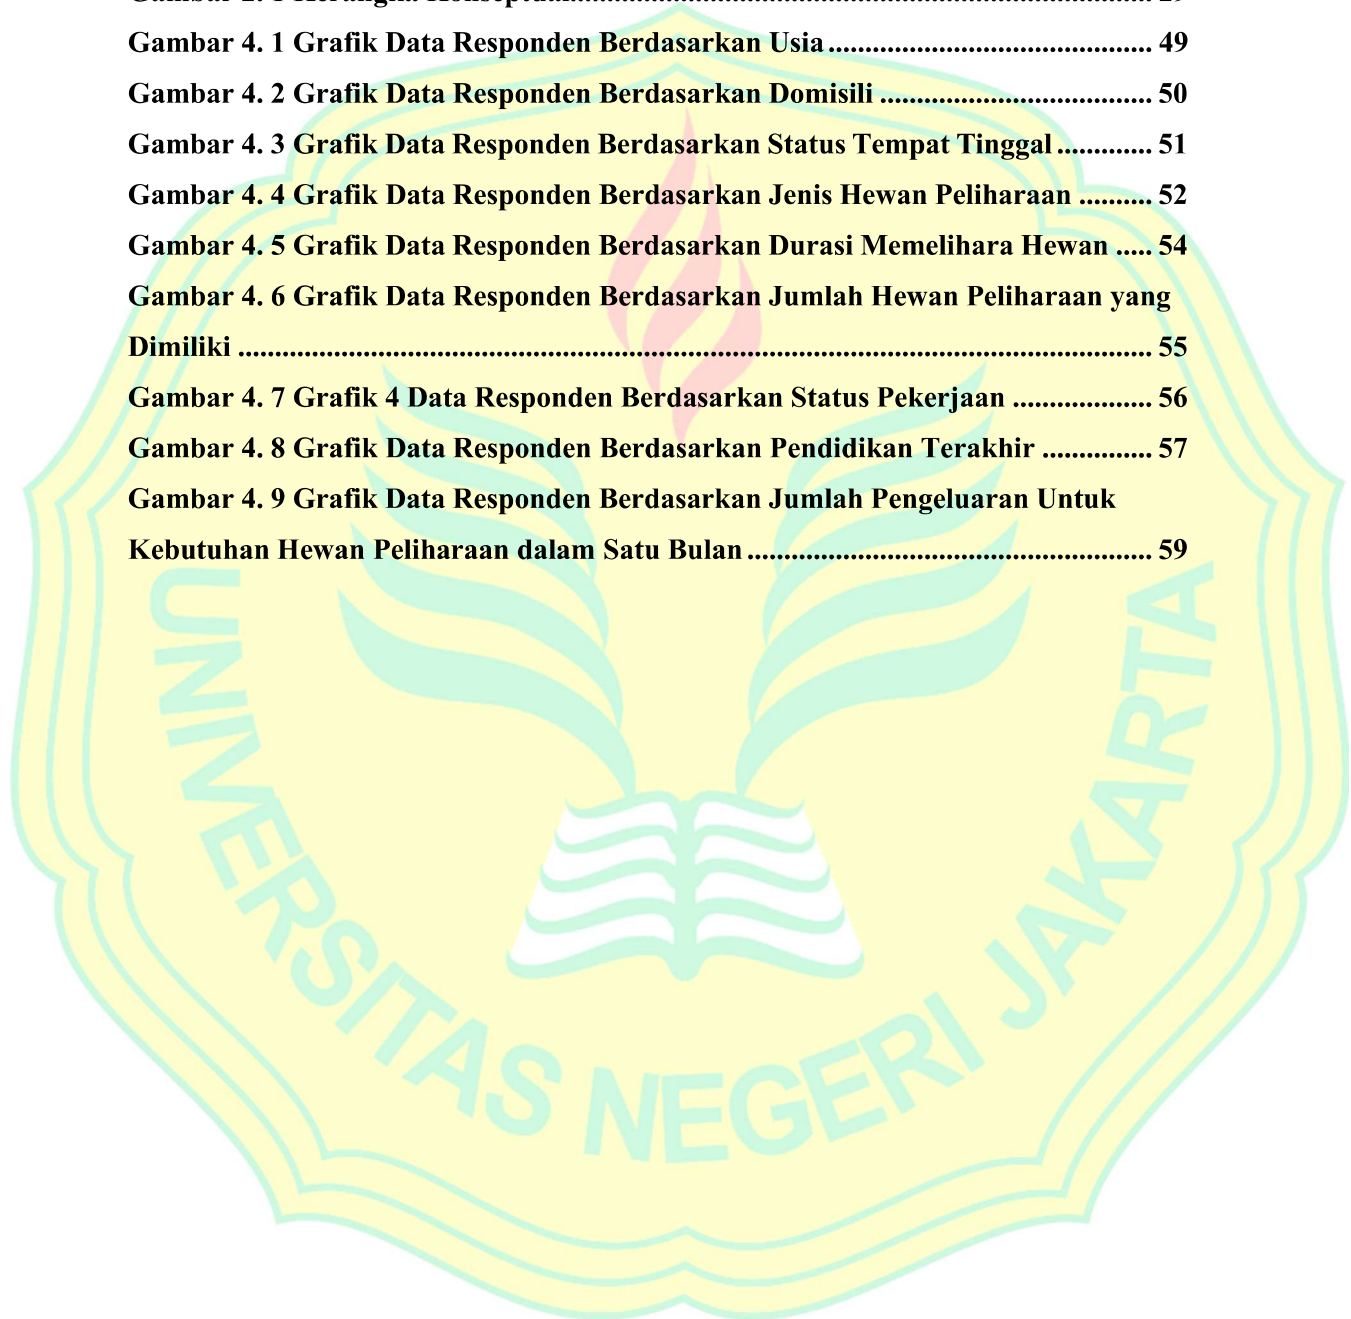 Gambar 4. 1 Grafik Data Responden Berdasarkan Usia ............................................ 49
Gambar 4. 2 Grafik Data Responden Berdasarkan Domisili ..................................... 50
Gambar 4. 3 Grafik Data Responden Berdasarkan Status Tempat Tinggal ............. 51
Gambar 4. 4 Grafik Data Responden Berdasarkan Jenis Hewan Peliharaan .......... 52
Gambar 4. 5 Grafik Data Responden Berdasarkan Durasi Memelihara Hewan ..... 54
Gambar 4. 6 Grafik Data Responden Berdasarkan Jumlah Hewan Peliharaan yang
Dimiliki ............................................................................................................................ 55
Gambar 4. 7 Grafik 4 Data Responden Berdasarkan Status Pekerjaan ................... 56
Gambar 4. 8 Grafik Data Responden Berdasarkan Pendidikan Terakhir ............... 57
Gambar 4. 9 Grafik Data Responden Berdasarkan Jumlah Pengeluaran Untuk
Kebutuhan Hewan Peliharaan dalam Satu Bulan ....................................................... 59
UNIVERSITAS NEGERI JAKARTA